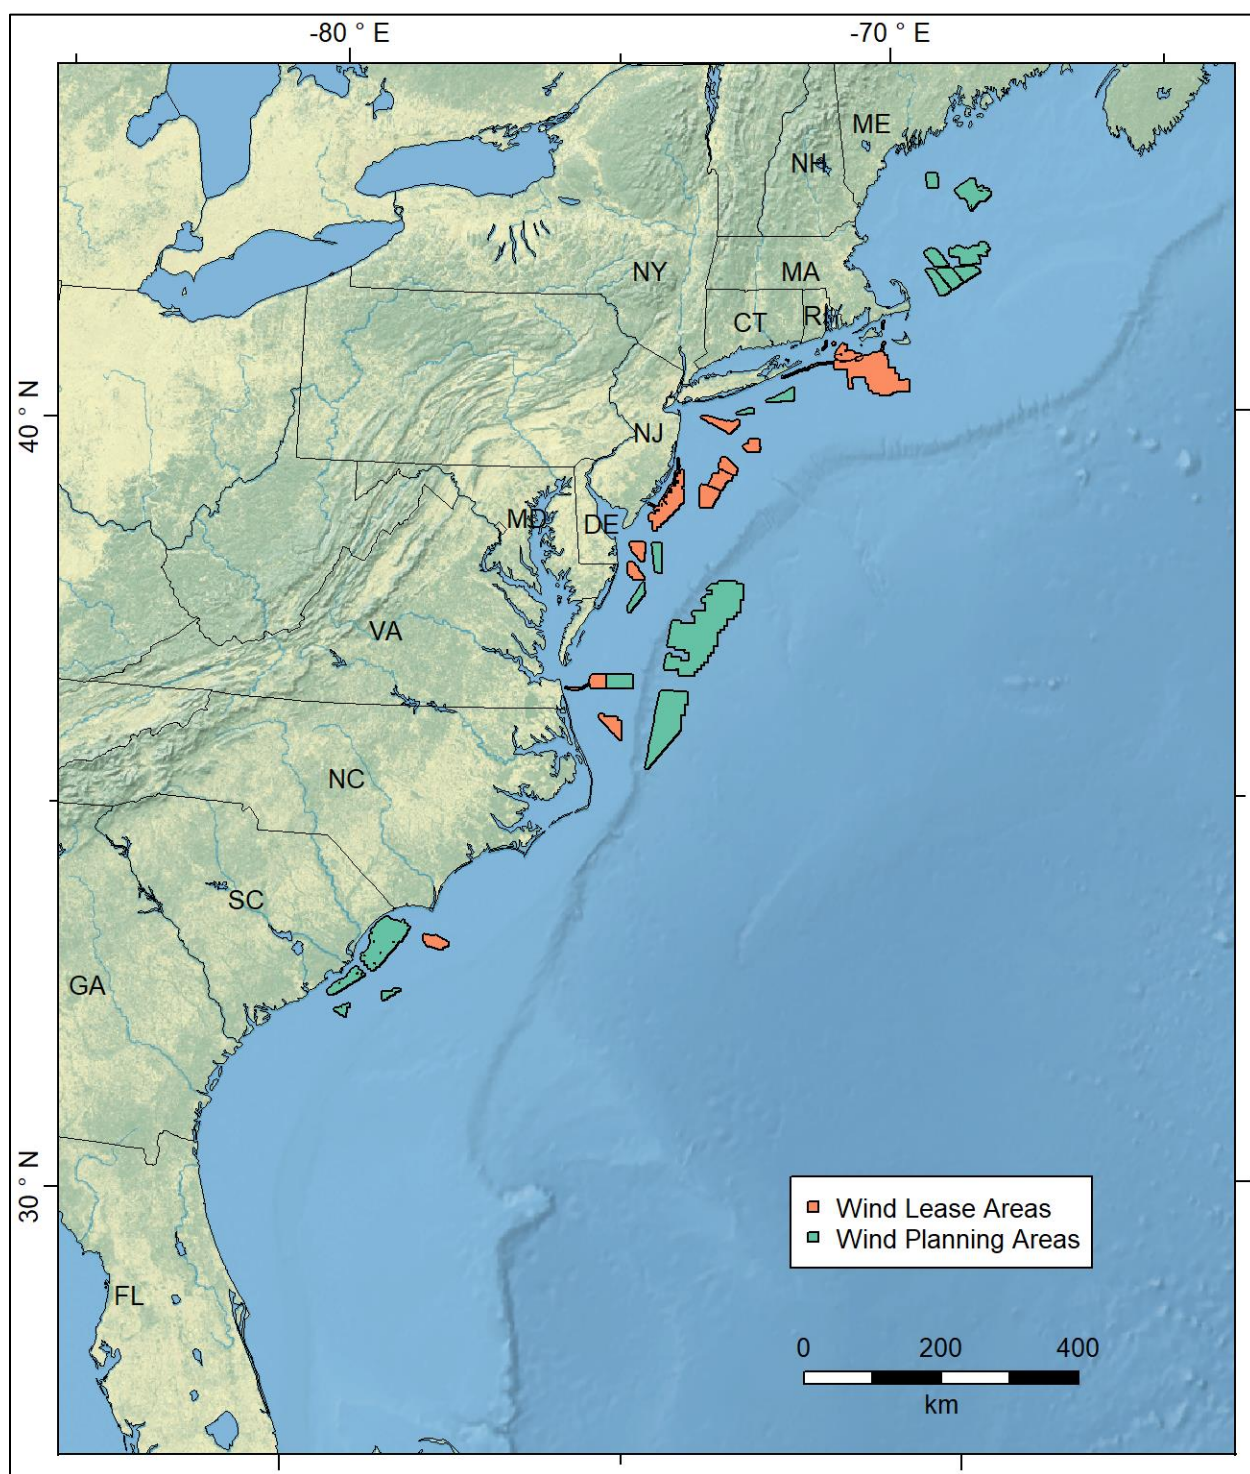 -80 ° E
-70 ° E
ME
NH
NY
MA
CT
RI
40 ° N
NJ
MD
DE
VA
NC
SC
GA
30 ° N
Wind Lease Areas
Wind Planning Areas
FL
0
200
400
km